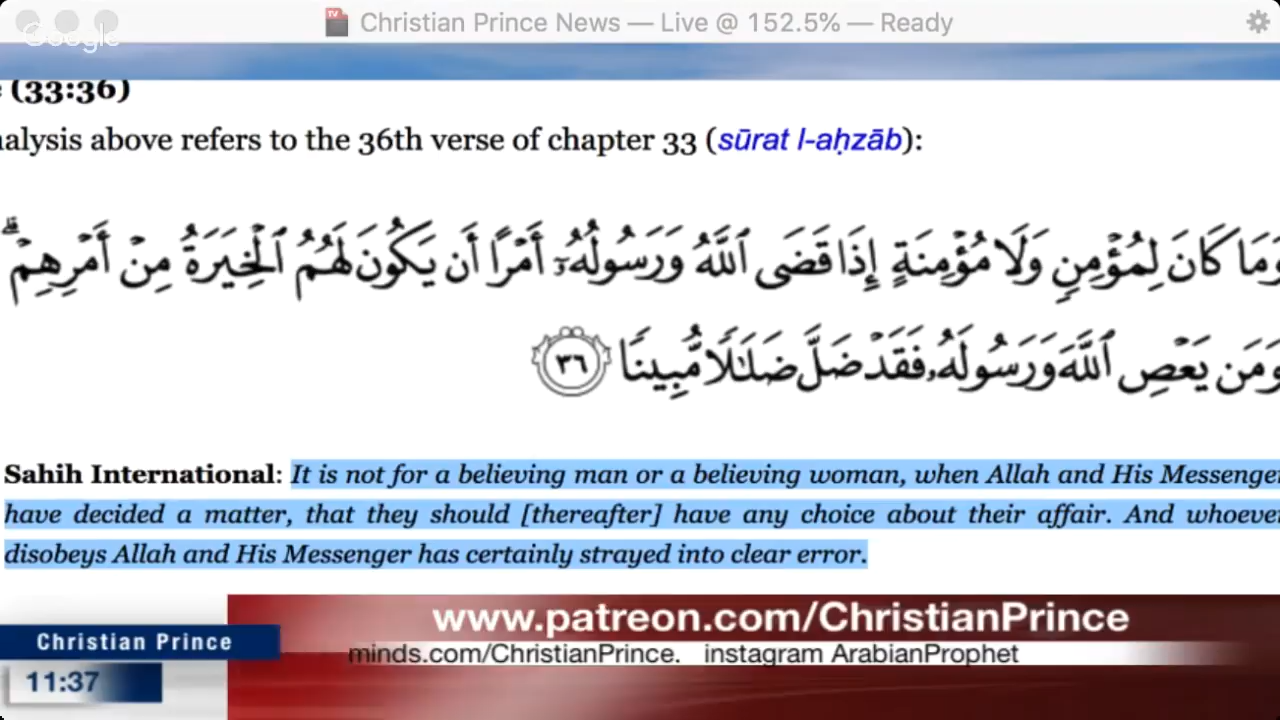 Christian Prince News — Live @ 152.5% — Ready
Google
(33:36)
nalysis above refers to the 36th verse of chapter 33 (sūrat l-aḥzāb):
وَمَا كَانَ لِمُؤْمِنٍ وَلَا مُؤْمِنَةٍ إِذَا قَضَى ٱللَّهُ وَرَسُولُهُۥٓ أَمْرًا أَن يَكُونَ لَهُمُ ٱلْخِيَرَةُ مِنْ أَمْرِهِمْ ۗ
وَمَن يَعْصِ ٱللَّهَ وَرَسُولَهُۥ فَقَدْ ضَلَّ ضَلَـٰلًا مُّبِينًا ٣٦
Sahih International: It is not for a believing man or a believing woman, when Allah and His Messenger
have decided a matter, that they should [thereafter] have any choice about their affair. And whoever
disobeys Allah and His Messenger has certainly strayed into clear error.
www.patreon.com/ChristianPrince
Christian Prince
minds.com/ChristianPrince. instagram ArabianProphet
11:37